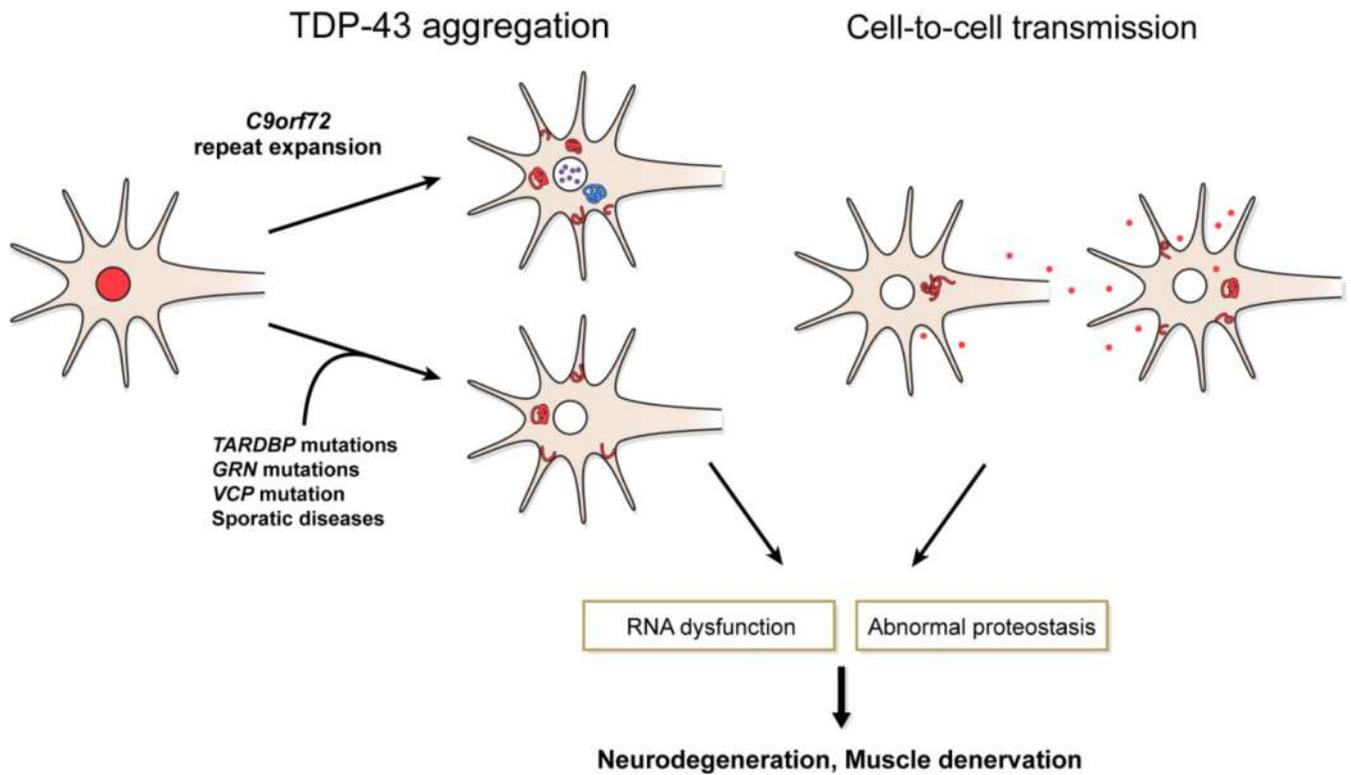 TDP-43 aggregation
Cell-to-cell transmission
C9orf72
repeat expansion
TARDBP mutations
GRN mutations
VCP mutation
Sporatic diseases
RNA dysfunction
Abnormal proteostasis
Neurodegeneration, Muscle denervation